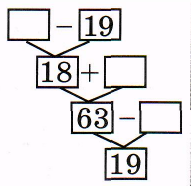 □ − 19
18 + □
63 − □
19